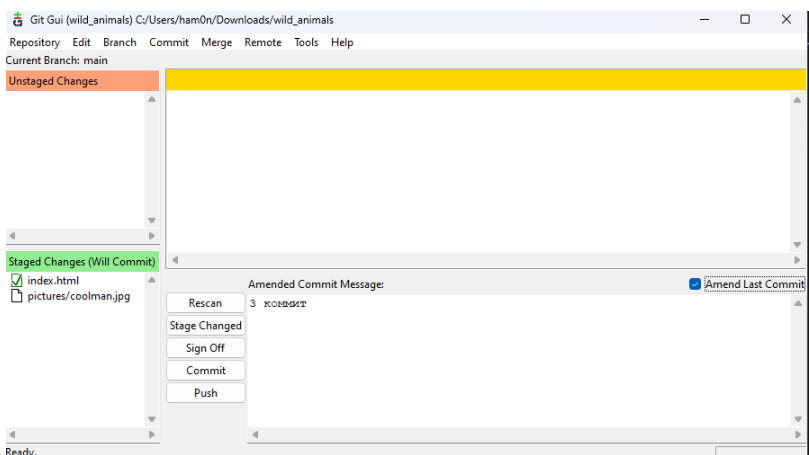 Git Gui (wild_animals) C:/Users/ham0n/Downloads/wild_animals
Repository Edit Branch Commit Merge Remote Tools Help
Current Branch: main
Unstaged Changes
Staged Changes (Will Commit)
index.html
pictures/coolman.jpg
Amended Commit Message:
Amend Last Commit
Rescan
Stage Changed
Sign Off
Commit
Push
3 коммит
Ready.